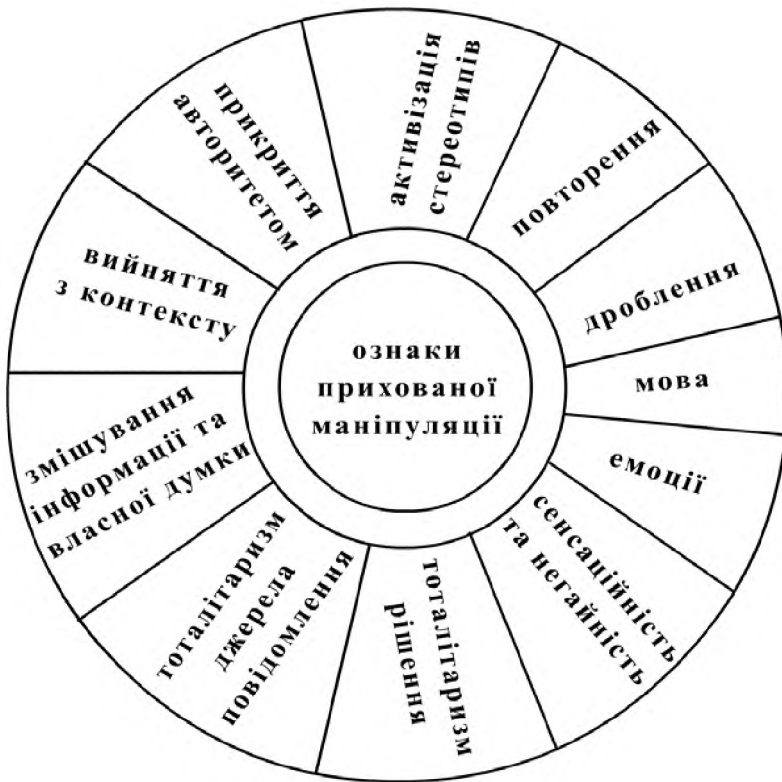 ознаки
прихованої
маніпуляції
активізація
стереотипів
повторення
дроблення
мова
емоції
сенсаційність
та негайність
тоталітаризм
рішення
тоталітаризм
джерела
повідомлення
змішування
інформації та
власної думки
вийняття
з контексту
прикриття
авторитетом